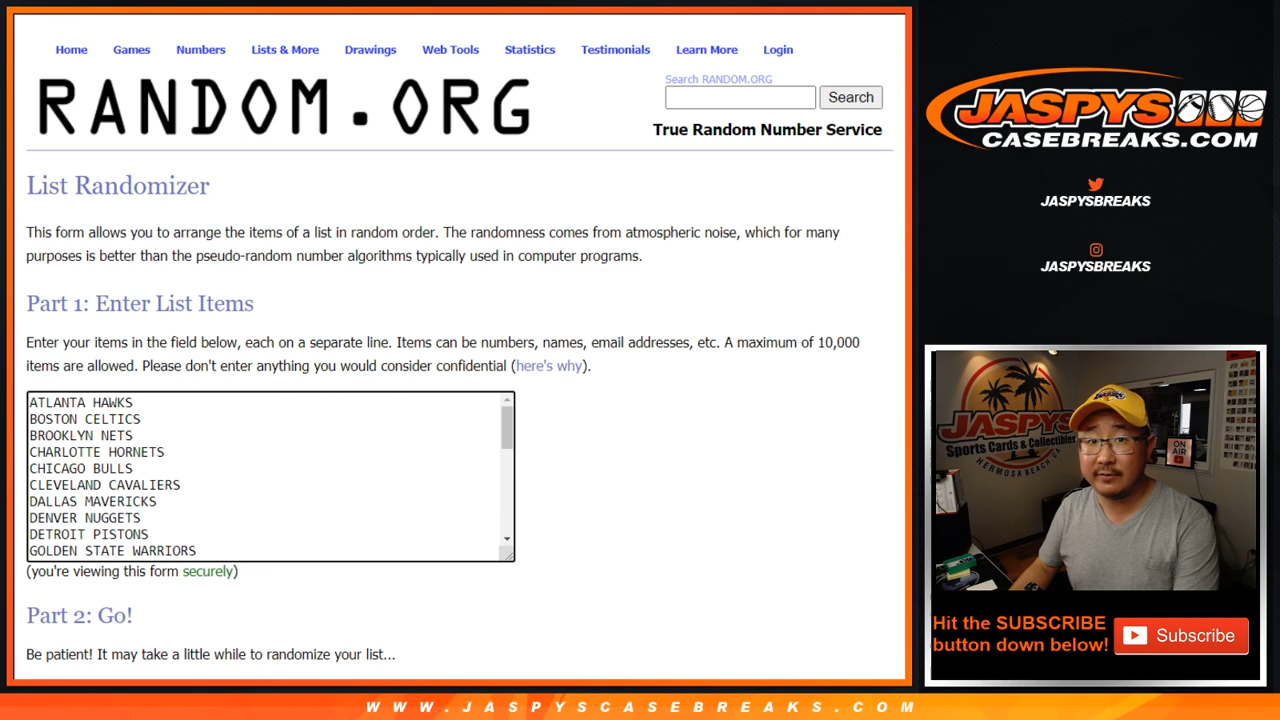 Home Games Numbers Lists & More Drawings Web Tools Statistics Testimonials Learn More Login
RANDOM.ORG
Search RANDOM.ORG
Search
True Random Number Service
List Randomizer
This form allows you to arrange the items of a list in random order. The randomness comes from atmospheric noise, which for many
purposes is better than the pseudo-random number algorithms typically used in computer programs.
Part 1: Enter List Items
Enter your items in the field below, each on a separate line. Items can be numbers, names, email addresses, etc. A maximum of 10,000
items are allowed. Please don't enter anything you would consider confidential (here's why).
ATLANTA HAWKS
BOSTON CELTICS
BROOKLYN NETS
CHARLOTTE HORNETS
CHICAGO BULLS
CLEVELAND CAVALIERS
DALLAS MAVERICKS
DENVER NUGGETS
DETROIT PISTONS
GOLDEN STATE WARRIORS
(you're viewing this form securely)
Part 2: Go!
Be patient! It may take a little while to randomize your list...
JASPYS
CASEBREAKS.COM
JASPYSBREAKS
JASPYSBREAKS
JASPYS
Sports Cards & Collectibles
HERMOSA BEACH, CA
ON
AIR
Hit the SUBSCRIBE
button down below!
Subscribe
WWW.JASPYSCASEBREAKS.COM